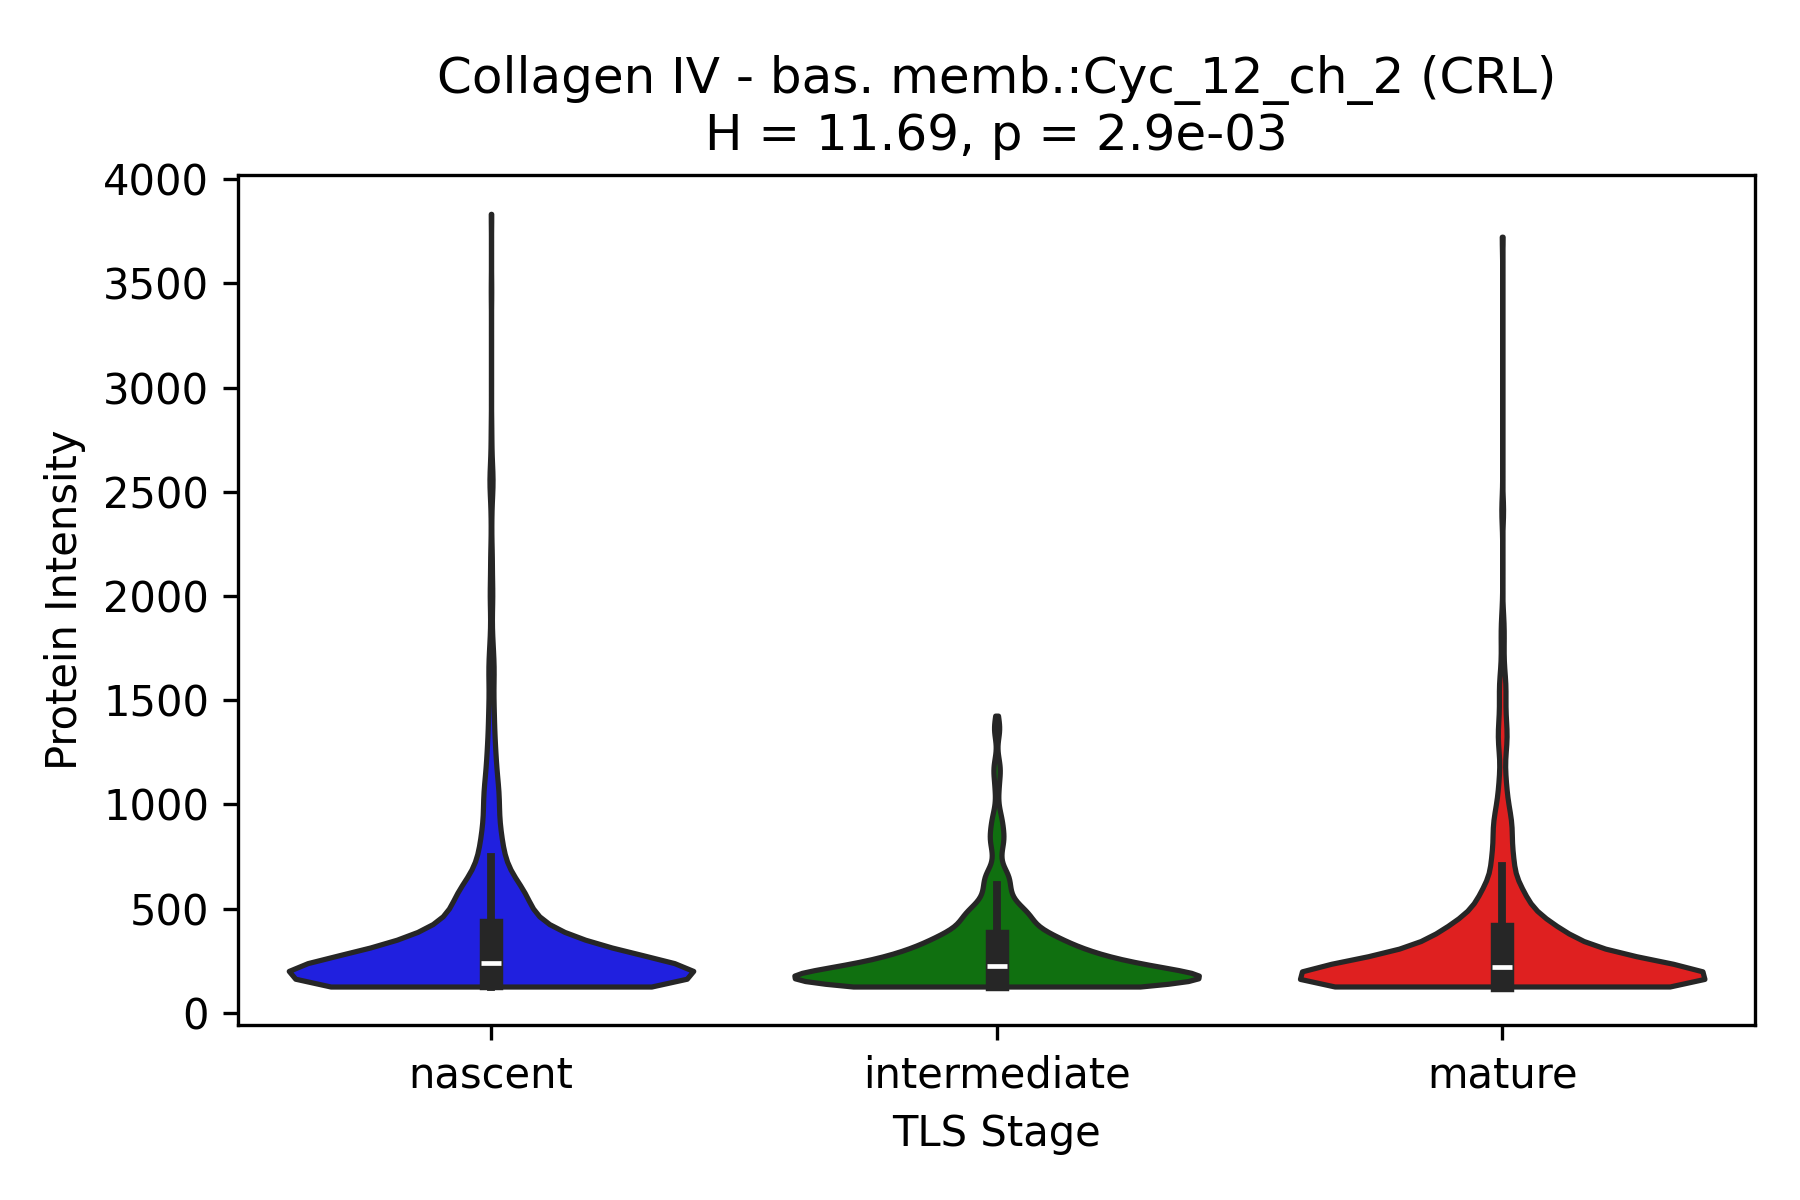 Collagen IV - bas. memb.:Cyc_12_ch_2 (CRL)
H = 11.69, p = 2.9e-03
4000
3500
3000
2500
2000
1500
1000
500
0
Protein Intensity
nascent intermediate mature
TLS Stage